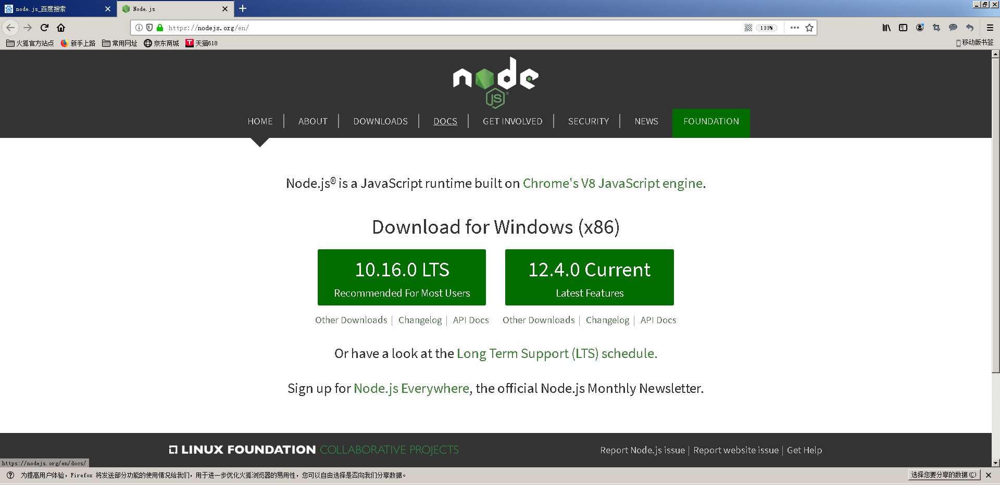 node.js_百度搜索
Node.js
https://nodejs.org/en/
133%
火狐官方站点
新手上路
常用网址
京东商城
天猫618
移动版书签
node
JS
HOME
ABOUT
DOWNLOADS
DOCS
GET INVOLVED
SECURITY
NEWS
FOUNDATION
Node.js® is a JavaScript runtime built on Chrome's V8 JavaScript engine.
Download for Windows (x86)
10.16.0 LTS
Recommended For Most Users
12.4.0 Current
Latest Features
Other Downloads | Changelog | API Docs
Other Downloads | Changelog | API Docs
Or have a look at the Long Term Support (LTS) schedule.
Sign up for Node.js Everywhere, the official Node.js Monthly Newsletter.
LINUX FOUNDATION COLLABORATIVE PROJECTS
Report Node.js issue | Report website issue | Get Help
https://nodejs.org/en/docs/
为提高用户体验，Firefox 将发送部分功能的使用情况给我们，用于进一步优化火狐浏览器的易用性，您可以自由选择是否向我们分享数据。
选择您要分享的数据(C)